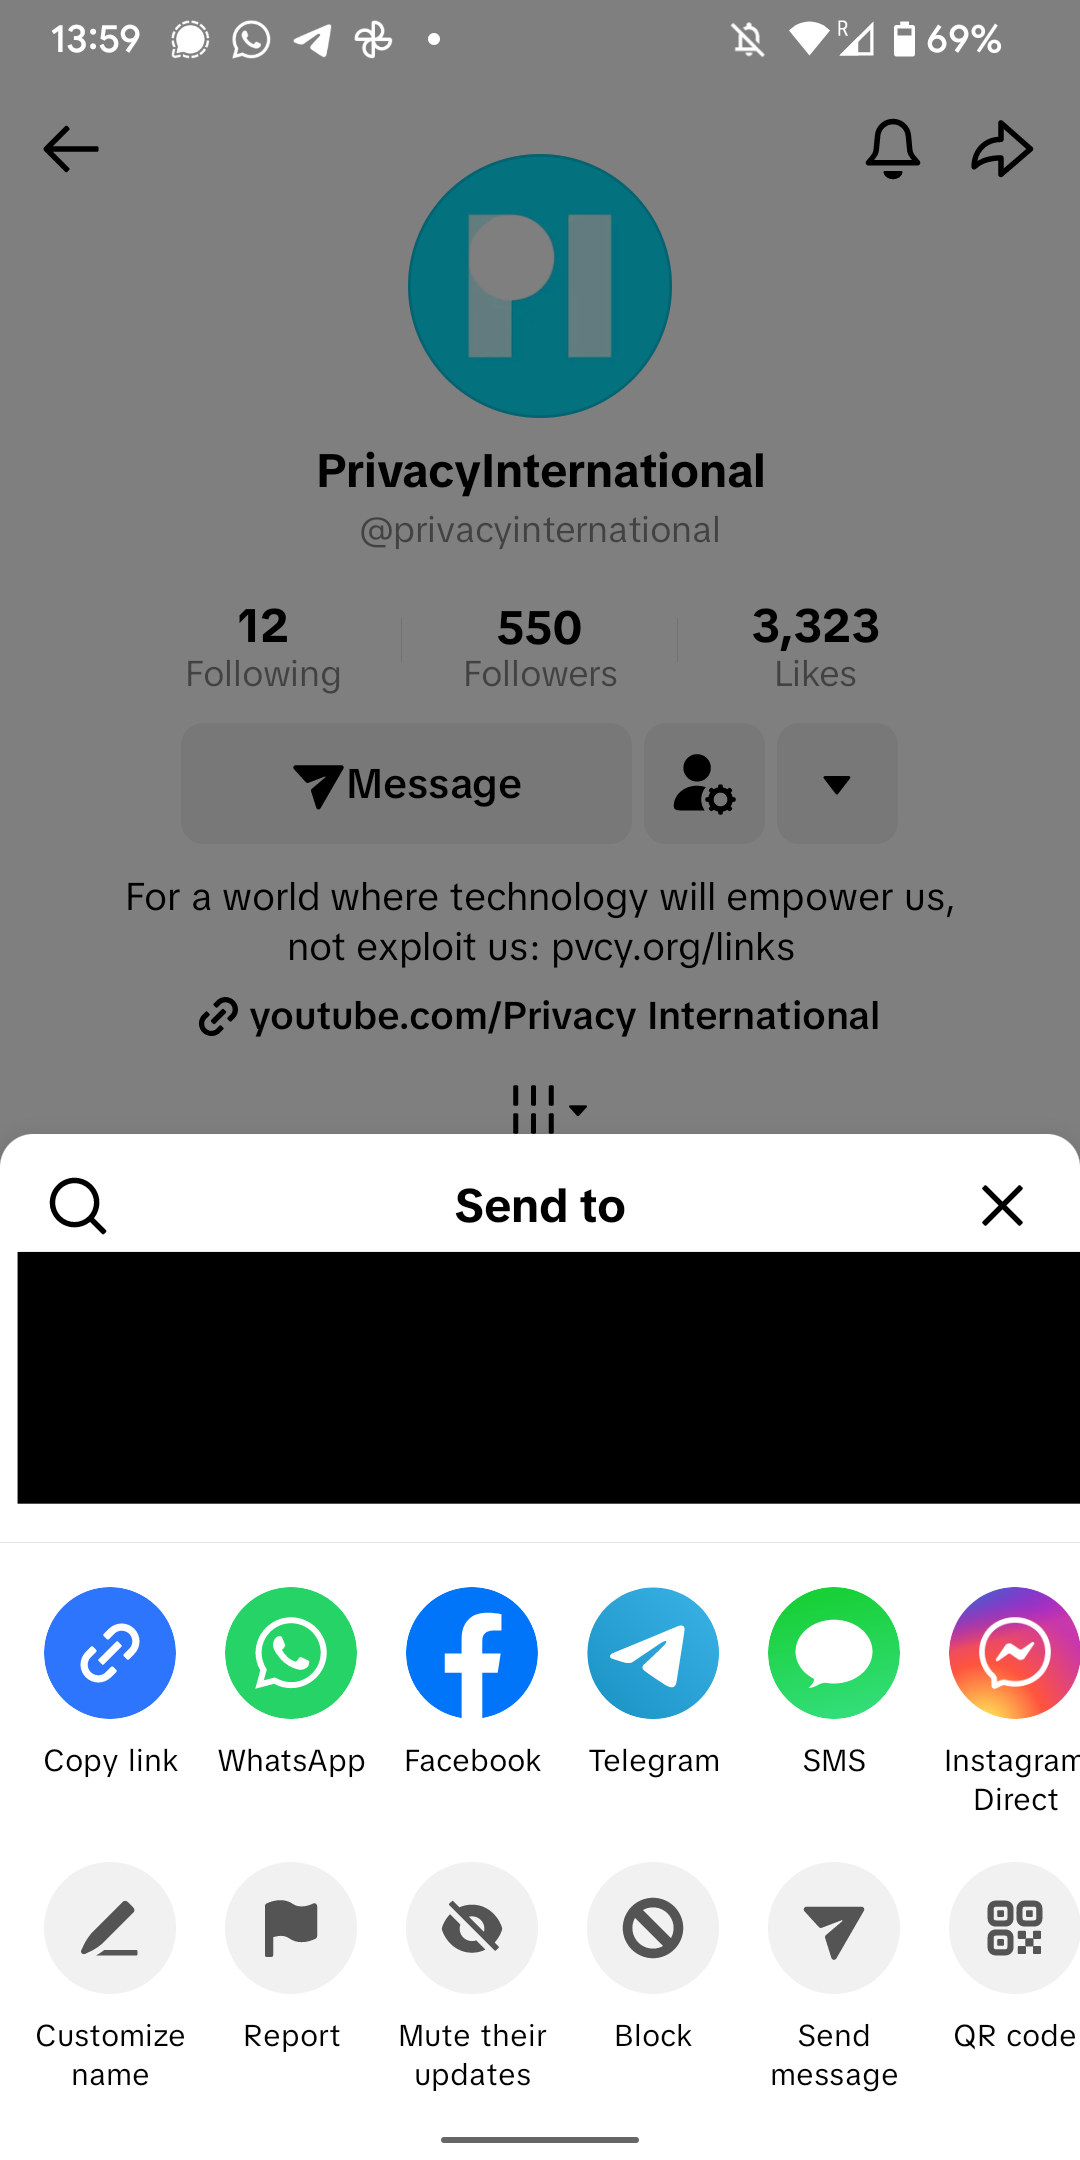 13:59
R
69%
PI
PrivacyInternational
@privacyinternational
12 550 3,323
Following Followers Likes
Message
For a world where technology will empower us,
not exploit us: pvcy.org/links
youtube.com/Privacy International
Send to
Copy link WhatsApp Facebook Telegram SMS Instagram
Direct
Customize Report Mute their Block Send QR code
name updates message